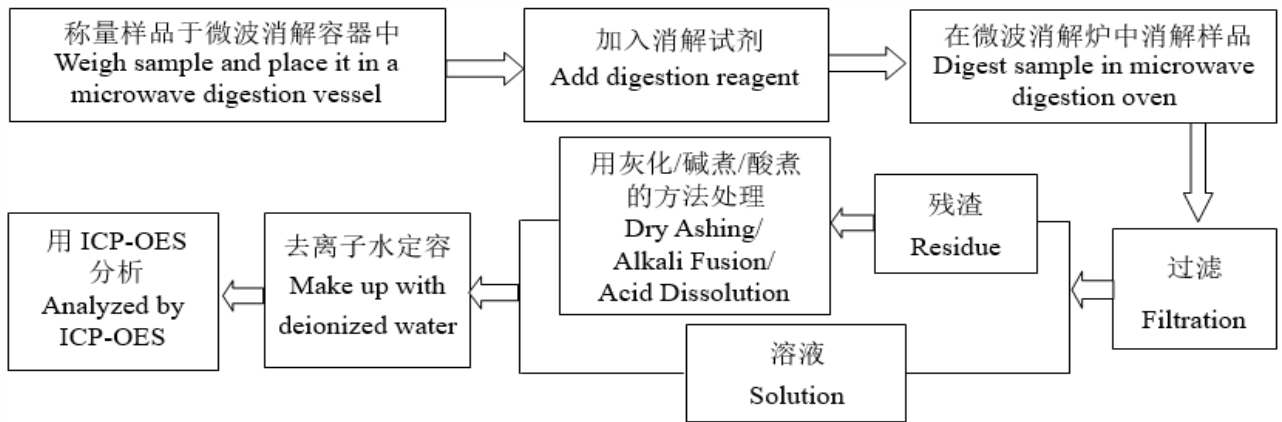 称量样品于微波消解容器中
Weigh sample and place it in a
microwave digestion vessel
加入消解试剂
Add digestion reagent
在微波消解炉中消解样品
Digest sample in microwave
digestion oven
过滤
Filtration
残渣
Residue
用灰化/碱煮/酸煮
的方法处理
Dry Ashing/
Alkali Fusion/
Acid Dissolution
溶液
Solution
去离子水定容
Make up with
deionized water
用 ICP-OES
分析
Analyzed by
ICP-OES